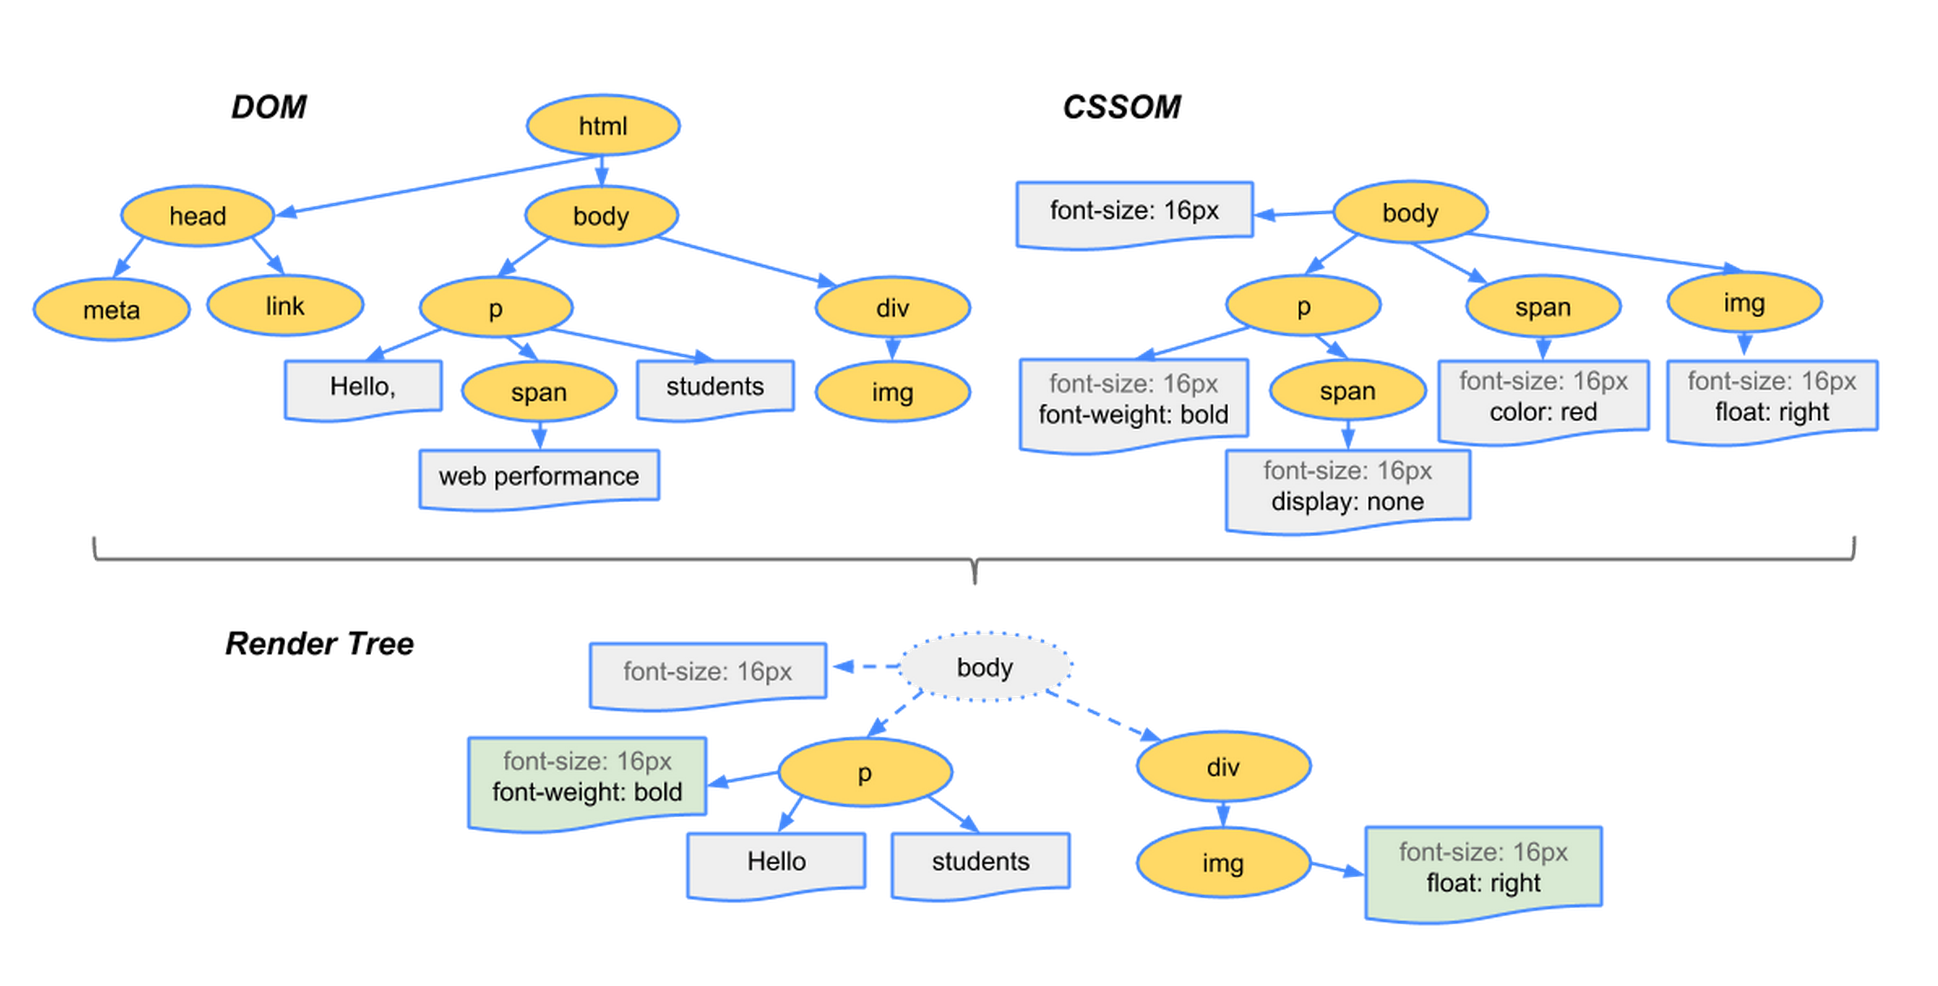 DOM
html
head
body
meta
link
p
div
Hello,
span
students
img
web performance
CSSOM
font-size: 16px
body
p
span
img
font-size: 16px
font-weight: bold
span
font-size: 16px
color: red
font-size: 16px
float: right
font-size: 16px
display: none
Render Tree
font-size: 16px
body
font-size: 16px
font-weight: bold
p
div
Hello
students
img
font-size: 16px
float: right